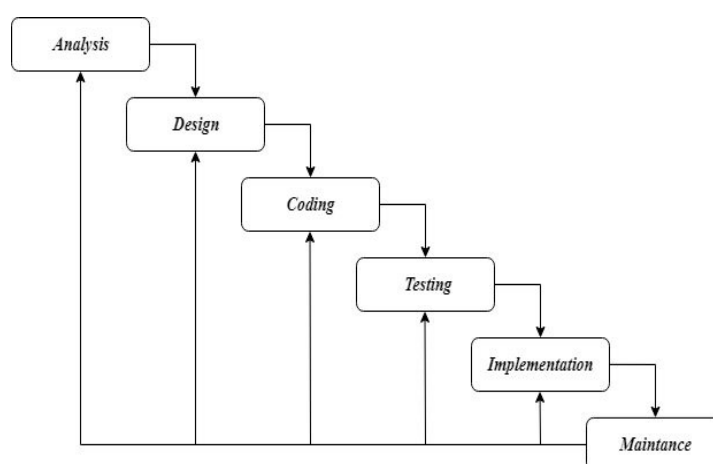 Analysis
Design
Coding
Testing
Implementation
Maintance